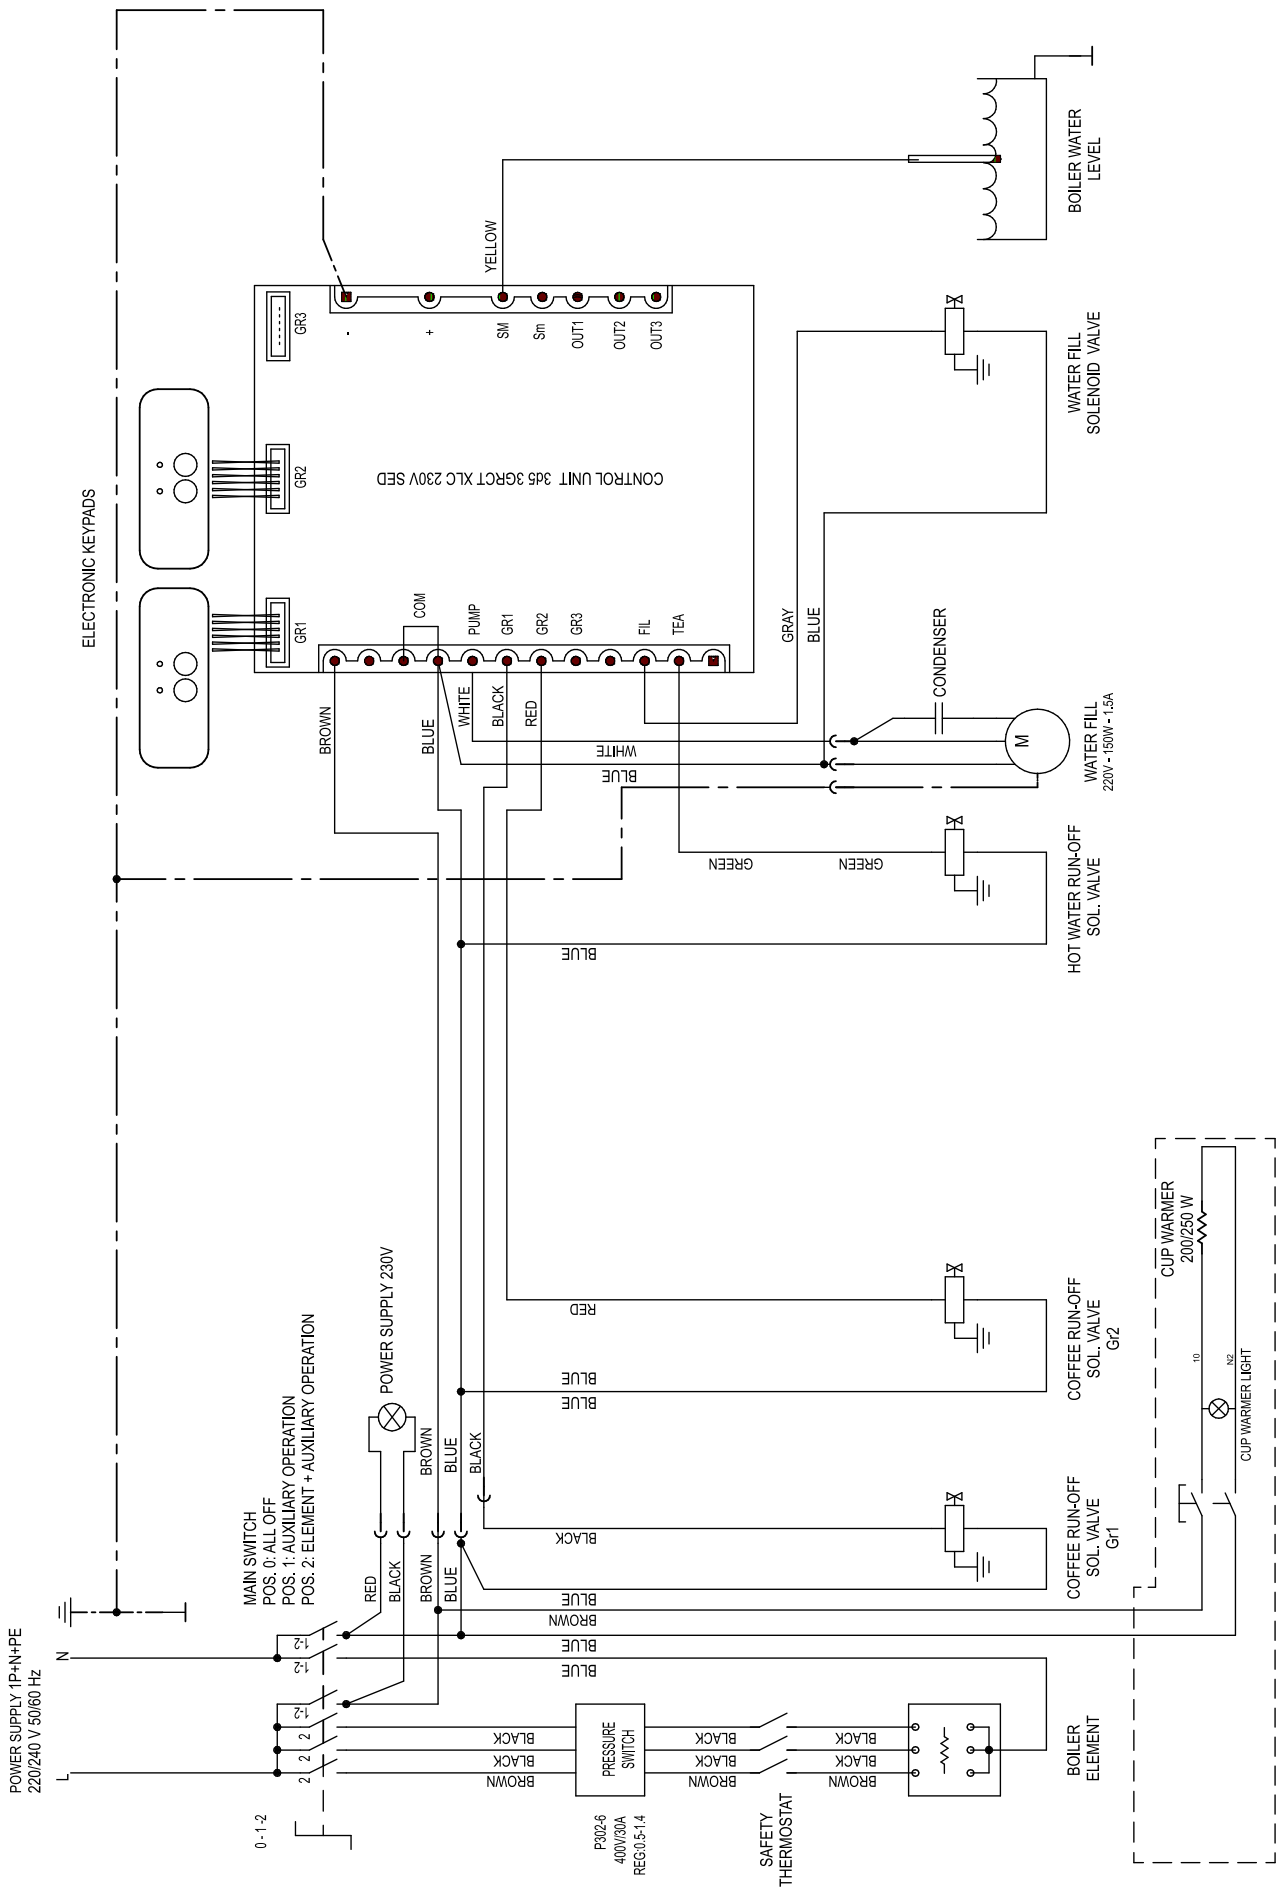 POWER SUPPLY 1P+N+PE
220/240 V 50/60 Hz
L
N
0 - 1 -2
MAIN SWITCH
POS. 0: ALL OFF
POS. 1: AUXILIARY OPERATION
POS. 2: ELEMENT + AUXILIARY OPERATION
2
2
2
1-2
1-2
1-2
POWER SUPPLY 230V
RED
BLACK
BROWN
BLUE
BROWN
BLUE
BLACK
ELECTRONIC KEYPADS
GR1
GR2
GR3
CONTROL UNIT 3d5 3GRCT XLC 230V SED
COM
PUMP
GR1
GR2
GR3
FIL
TEA
-
+
SM
Sm
OUT1
OUT2
OUT3
BROWN
BLUE
WHITE
BLACK
RED
YELLOW
GRAY
BLUE
WHITE
BLUE
CONDENSER
M
WATER FILL
220V - 150W - 1.5A
GREEN
GREEN
BLUE
HOT WATER RUN-OFF
SOL. VALVE
WATER FILL
SOLENOID VALVE
BOILER WATER
LEVEL
RED
BLUE
BLUE
COFFEE RUN-OFF
SOL. VALVE
Gr2
BLACK
BLUE
BROWN
BLUE
BLUE
COFFEE RUN-OFF
SOL. VALVE
Gr1
BLACK
BLACK
BROWN
PRESSURE
SWITCH
P302-6
400V/30A
REG:0.5-1.4
BLACK
BLACK
BROWN
SAFETY
THERMOSTAT
BLACK
BLACK
BROWN
BOILER
ELEMENT
CUP WARMER
200/250 W
10
N2
CUP WARMER LIGHT